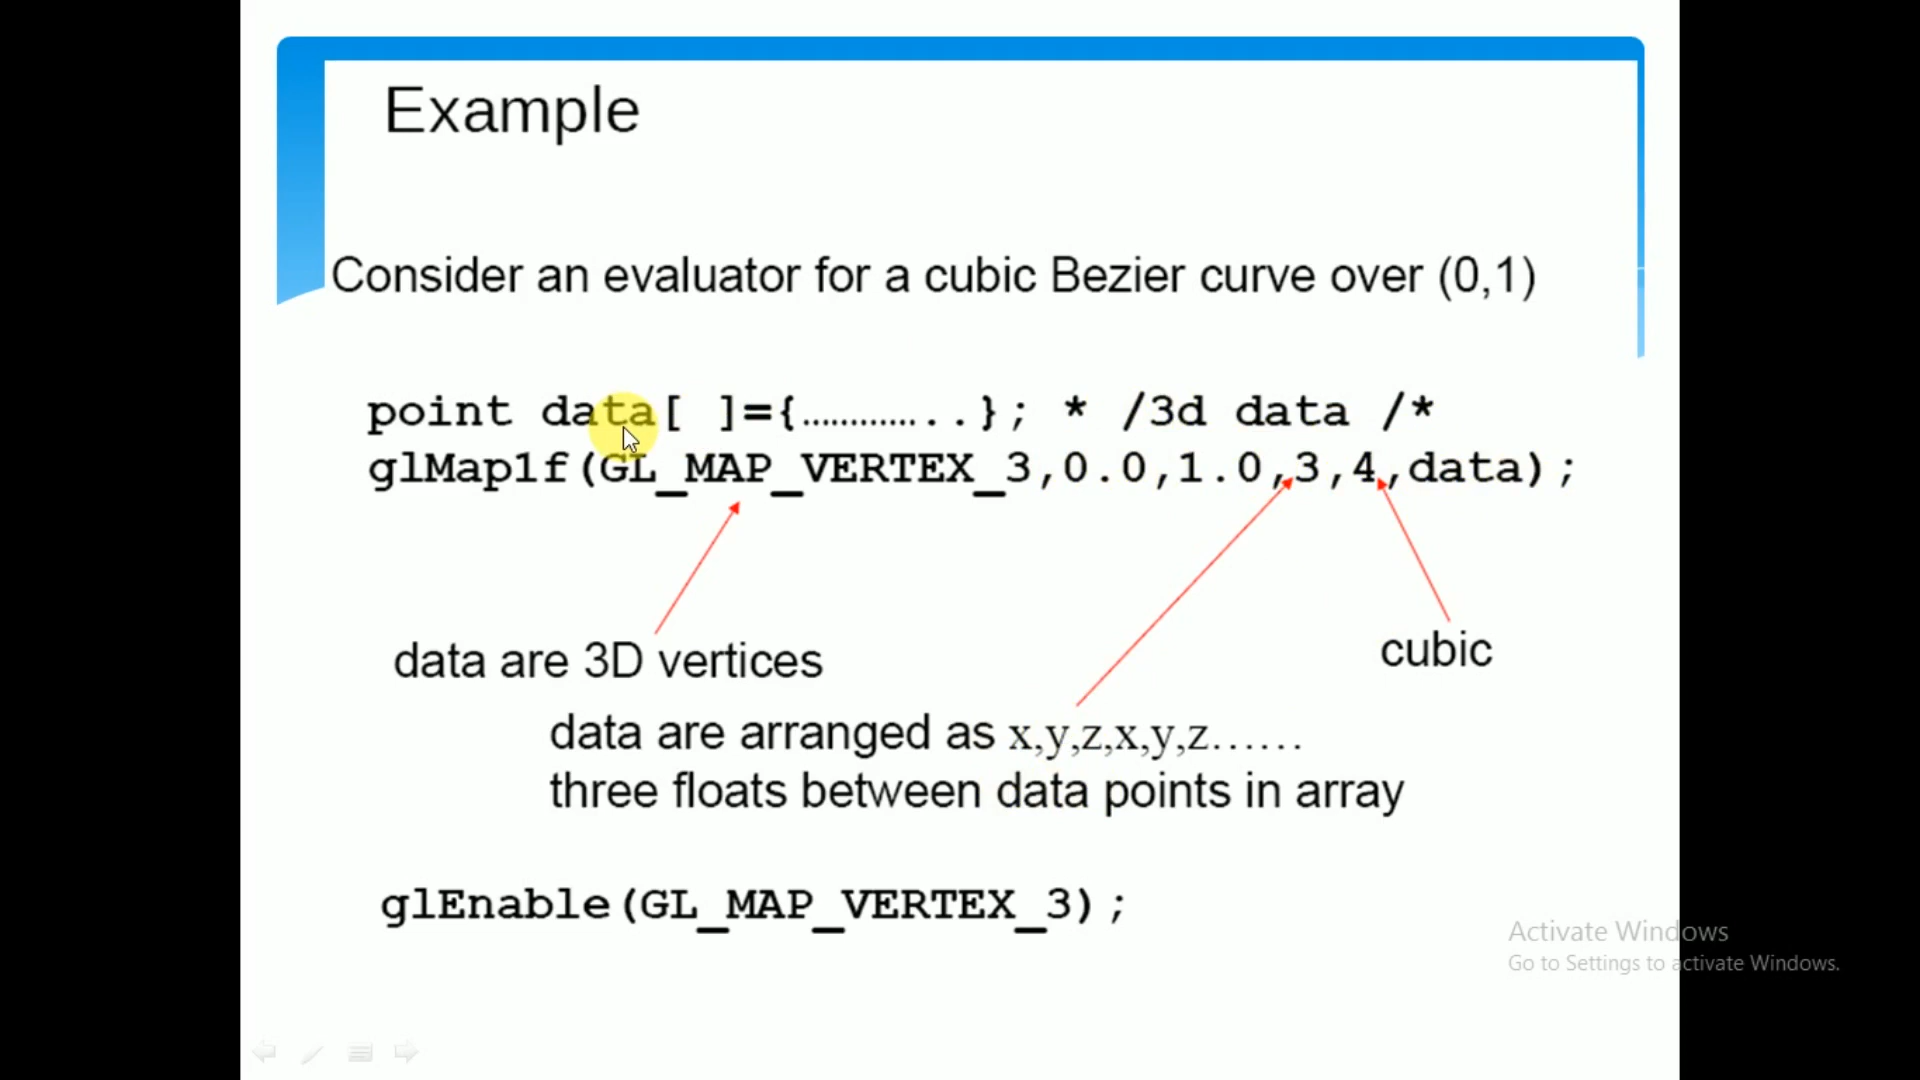 Example
Consider an evaluator for a cubic Bezier curve over (0,1)
point data[ ]={..............}; * /3d data /*
glMap1f(GL_MAP_VERTEX_3,0.0,1.0,3,4,data);
data are 3D vertices
cubic
data are arranged as x,y,z,x,y,z......
three floats between data points in array
glEnable(GL_MAP_VERTEX_3);
Activate Windows
Go to Settings to activate Windows.